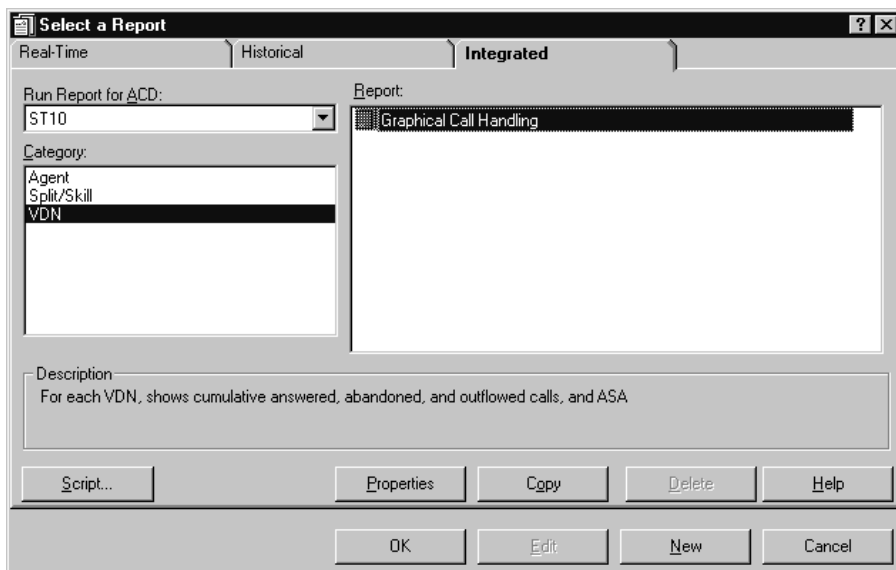 Select a Report
Real-Time
Historical
Integrated
Run Report for ACD:
ST10
Category:
Agent
Split/Skill
VDN
Report:
Graphical Call Handling
Description
For each VDN, shows cumulative answered, abandoned, and outflowed calls, and ASA
Script...
Properties
Copy
Delete
Help
OK
Edit
New
Cancel